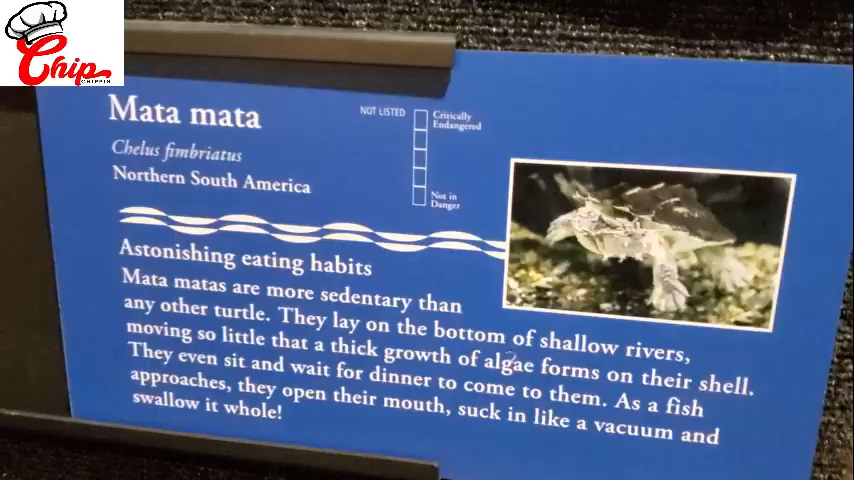 Chip
CHIPPIN
Mata mata
Chelus fimbriatus
Northern South America
NOT LISTED
Critically
Endangered
Not in
Danger
Astonishing eating habits
Mata matas are more sedentary than
any other turtle. They lay on the bottom of shallow rivers,
moving so little that a thick growth of algae forms on their shell.
They even sit and wait for dinner to come to them. As a fish
approaches, they open their mouth, suck in like a vacuum and
swallow it whole!